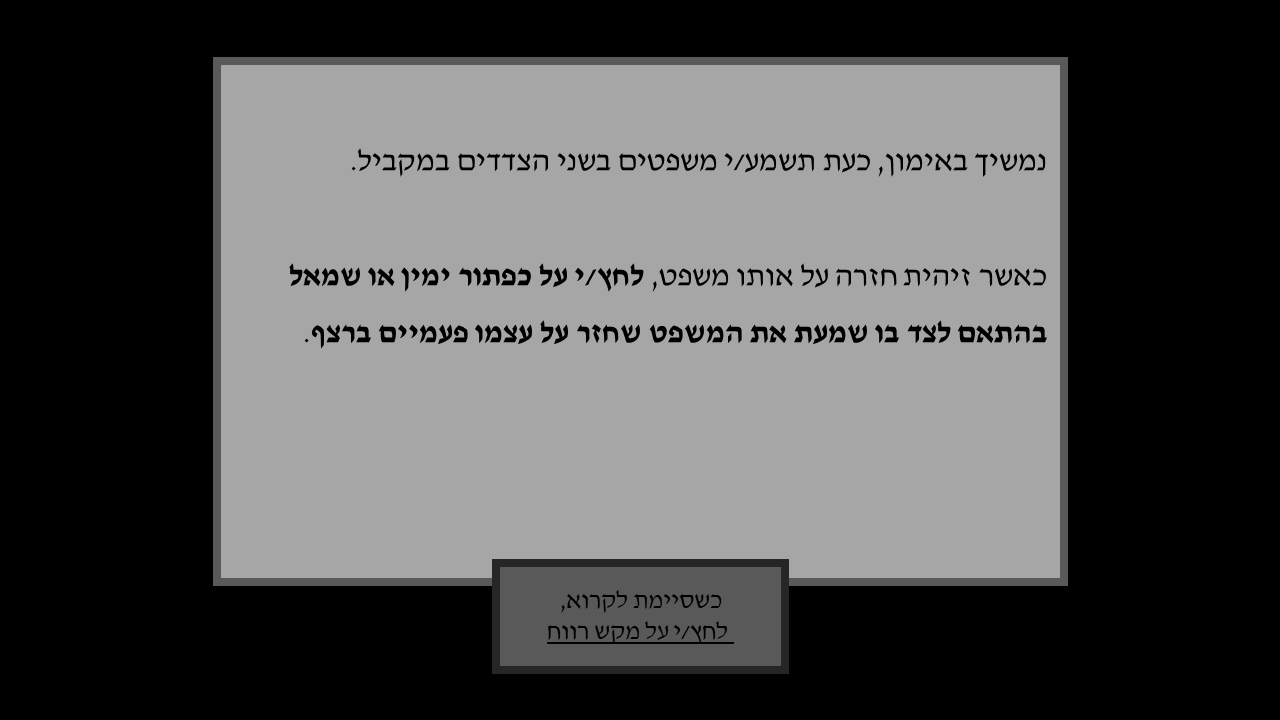 נמשיך באימון, כעת תשמע/י משפטים בשני הצדדים במקביל.
כאשר זיהית חזרה על אותו משפט, לחץ/י על כפתור ימין או שמאל
בהתאם לצד בו שמעת את המשפט שחזר על עצמו פעמיים ברצף.
כשסיימת לקרוא,
לחץ/י על מקש רווח